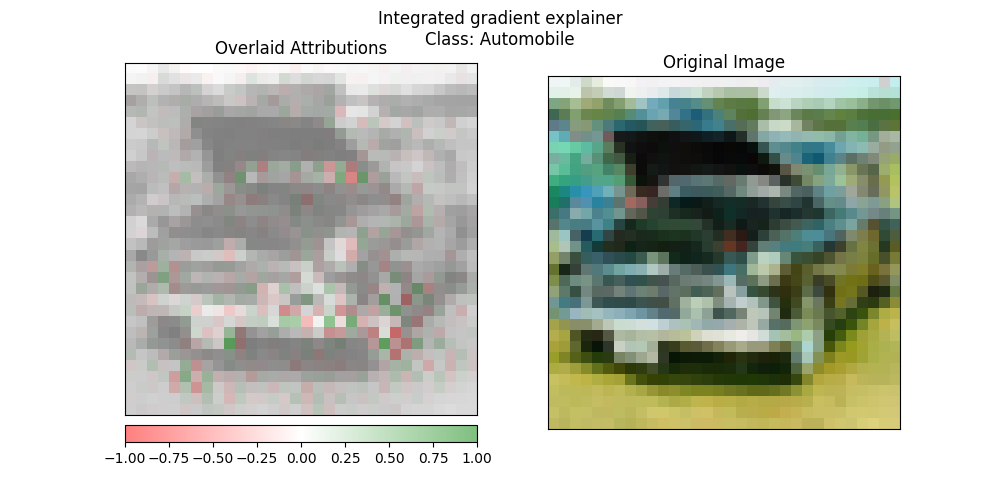 Integrated gradient explainer
Class: Automobile
Overlaid Attributions
Original Image
−1.00 −0.75 −0.50 −0.25 0.00 0.25 0.50 0.75 1.00